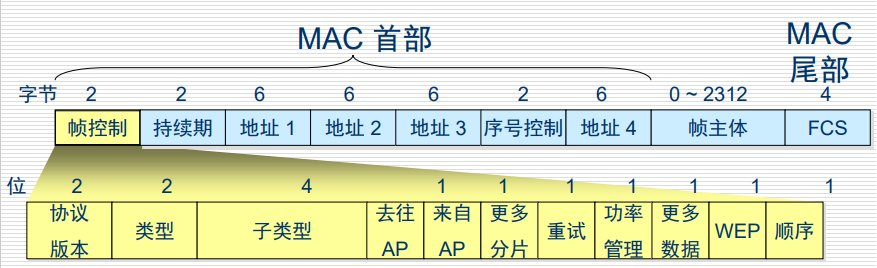 MAC 首部
MAC
尾部
字节 2 2 6 6 6 2 6 0 ~ 2312 4
帧控制 持续期 地址 1 地址 2 地址 3 序号控制 地址 4 帧主体 FCS
位 2 2 4 1 1 1 1 1 1 1 1
协议版本 类型 子类型 去往AP 来自AP 更多分片 重试 功率管理 更多数据 WEP 顺序